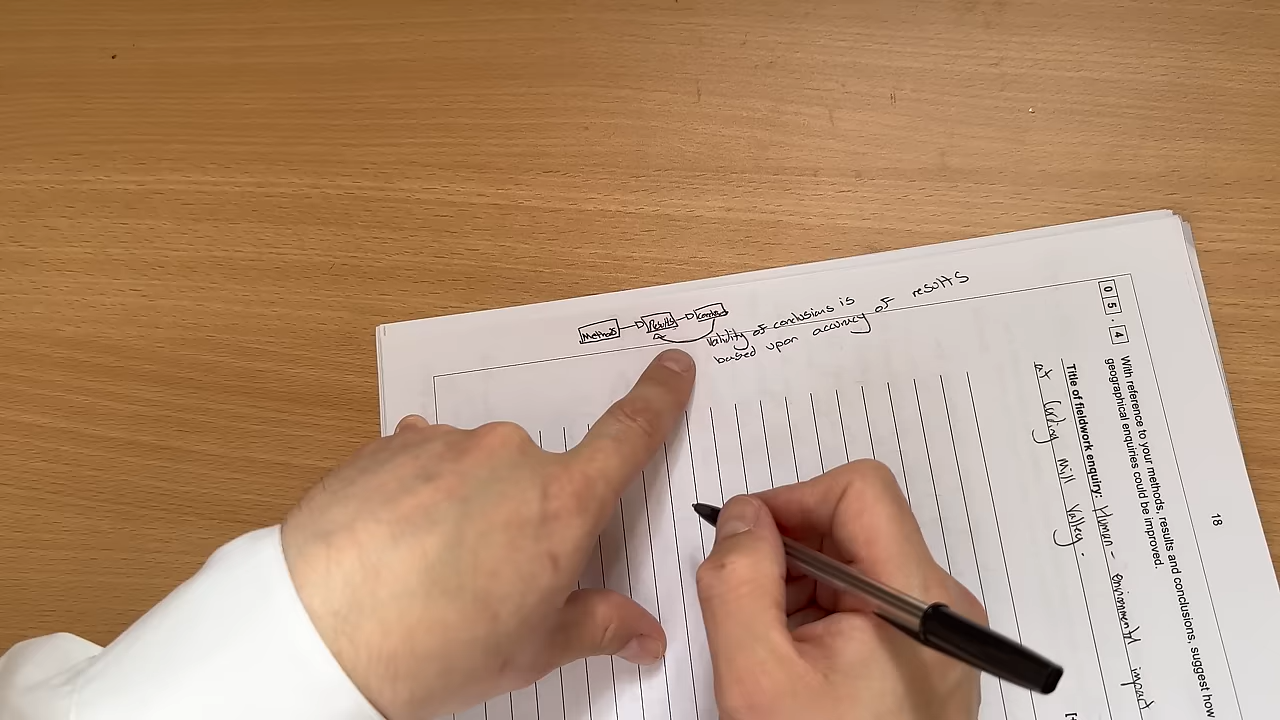 18
0 5 . 4
With reference to your methods, results and conclusions, suggest how
geographical enquiries could be improved.
Title of fieldwork enquiry: Human - environmental impact
at Carding Mill Valley.
Methods
results
Validity of conclusions is
based upon accuracy of results